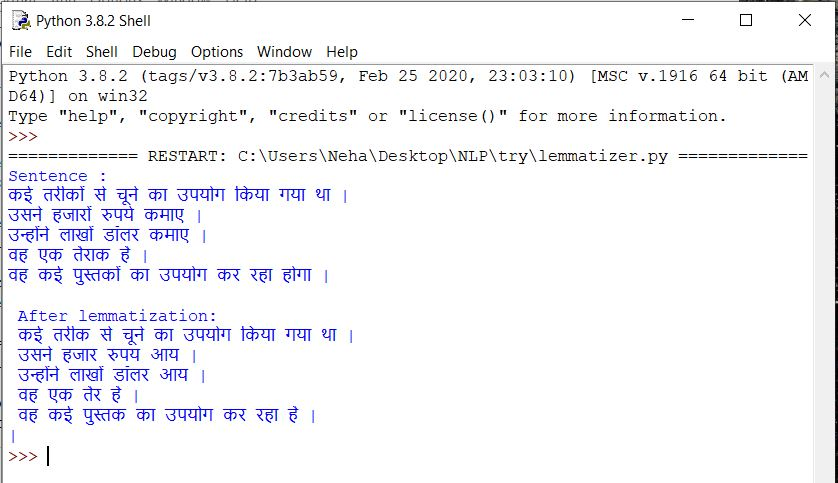 Python 3.8.2 Shell
File Edit Shell Debug Options Window Help
Python 3.8.2 (tags/v3.8.2:7b3ab59, Feb 25 2020, 23:03:10) [MSC v.1916 64 bit (AM
D64)] on win32
Type "help", "copyright", "credits" or "license()" for more information.
>>>
============= RESTART: C:\Users\Neha\Desktop\NLP\try\lemmatizer.py =============
Sentence :
कई तरीकों से चूने का उपयोग किया गया था |
उसने हजारों रुपये कमाए |
उन्होंने लाखों डॉलर कमाए |
वह एक तैराक है |
वह कई पुस्तकों का उपयोग कर रहा होगा |
After lemmatization:
कई तरीक से चूने का उपयोग किया गया था |
उसने हजार रुपय आय |
उन्होंने लाखों डॉलर आय |
वह एक तैर है |
वह कई पुस्तक का उपयोग कर रहा है |
|
>>>